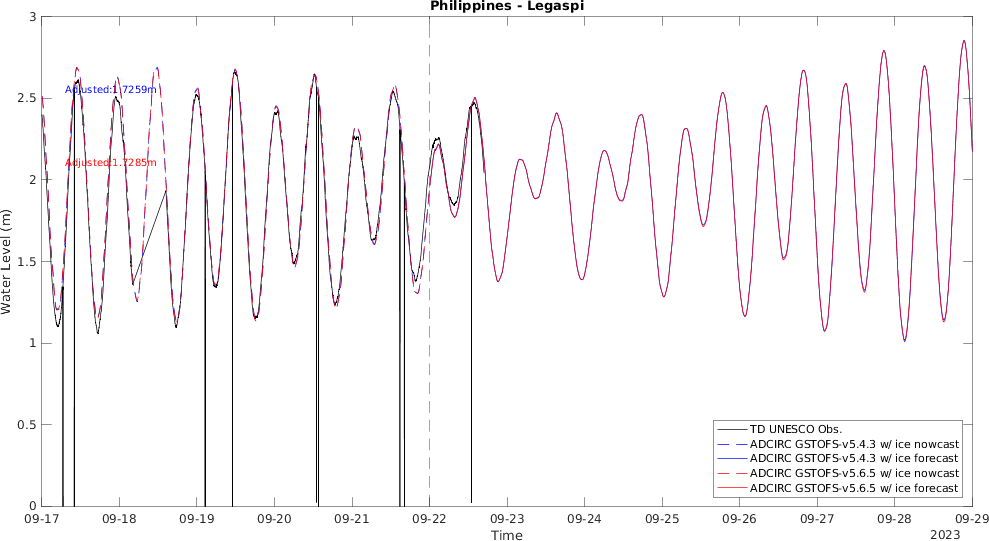 Philippines - Legaspi
3
2.5
2
1.5
1
0.5
0
Water Level (m)
Adjusted:1.7259m
Adjusted:1.7285m
TD UNESCO Obs.
ADCIRC GSTOFS-v5.4.3 w/ ice nowcast
ADCIRC GSTOFS-v5.4.3 w/ ice forecast
ADCIRC GSTOFS-v5.6.5 w/ ice nowcast
ADCIRC GSTOFS-v5.6.5 w/ ice forecast
09-17 09-18 09-19 09-20 09-21 09-22 09-23 09-24 09-25 09-26 09-27 09-28 09-29
Time
2023